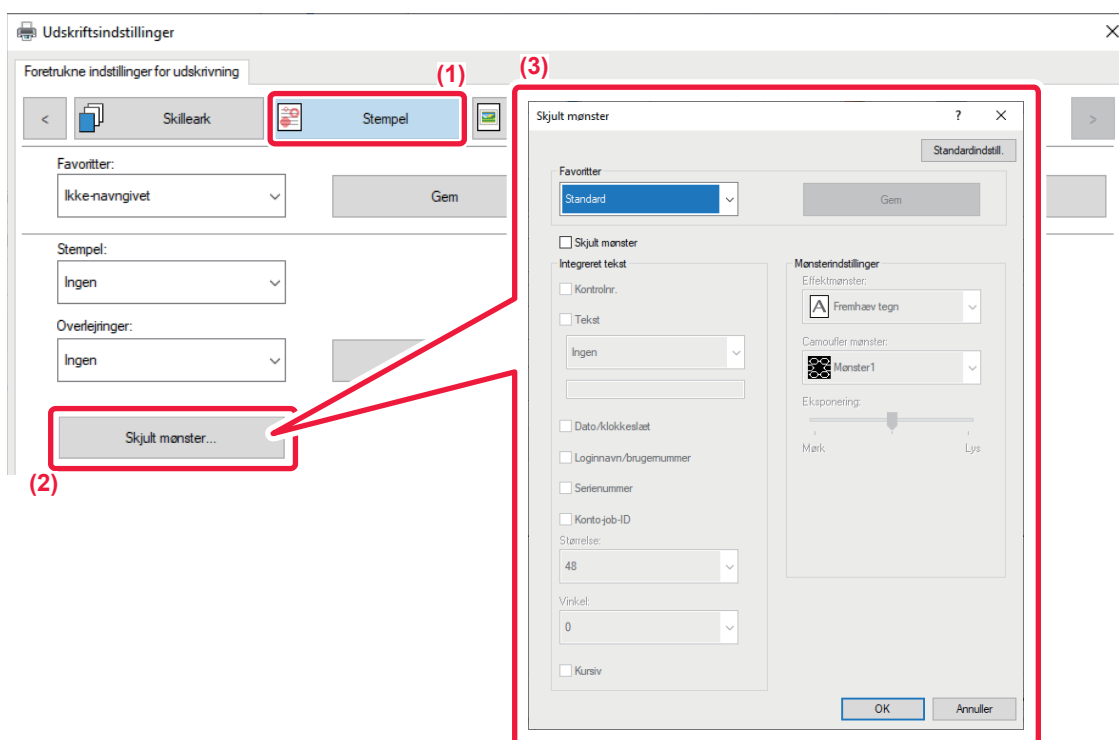 Udskriftsindstillinger
Foretrukne indstillinger for udskrivning
(1)
(3)
<
Skilleark
Stempel
>
Favoritter:
Ikke-navngivet
Gem
Stempel:
Ingen
Overlejringer:
Ingen
Skjult mønster...
(2)
Skjult mønster
?
Standardindstill.
Favoritter
Standard
Gem
Skjult mønster
Integreret tekst
Kontrolnr.
Tekst
Ingen
Dato/klokkeslæt
Loginnavn/brugernummer
Serienummer
Konto-job-ID
Størrelse:
48
Vinkel:
0
Kursiv
Mønsterindstillinger
Effektmønster:
A
Fremhæv tegn
Camoufler mønster:
Mønster1
Eksponering:
Mørk
Lys
OK
Annuller